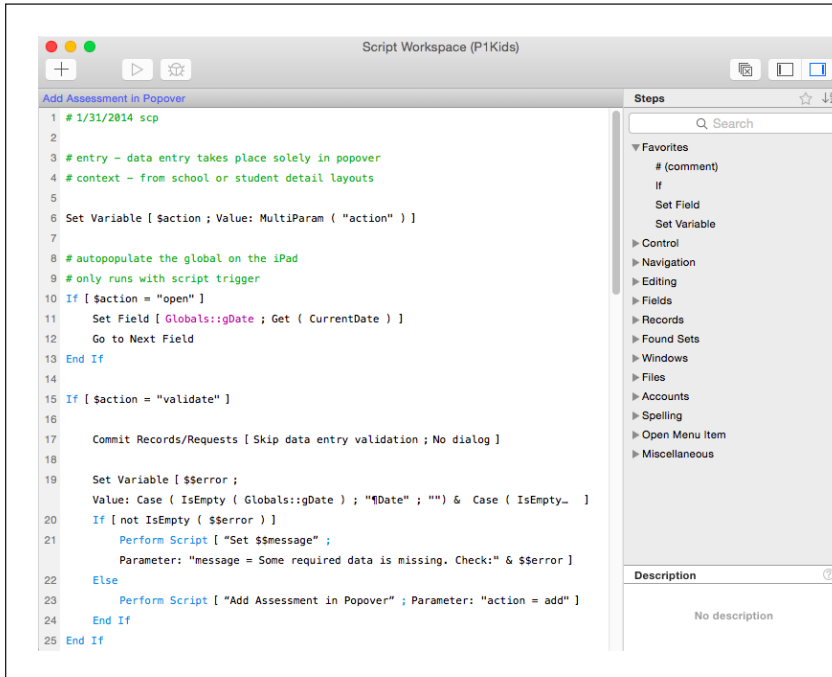 Script Workspace (P1Kids)
Add Assessment in Popover
1 # 1/31/2014 scp
2
3 # entry – data entry takes place solely in popover
4 # context – from school or student detail layouts
5
6 Set Variable [ $action ; Value: MultiParam ( "action" ) ]
7
8 # autopopulate the global on the iPad
9 # only runs with script trigger
10 If [ $action = "open" ]
11 Set Field [ Globals::gDate ; Get ( CurrentDate ) ]
12 Go to Next Field
13 End If
14
15 If [ $action = "validate" ]
16
17 Commit Records/Requests [ Skip data entry validation ; No dialog ]
18
19 Set Variable [ $$error ;
Value: Case ( IsEmpty ( Globals::gDate ) ; "¶Date" ; "") & Case ( IsEmpty… ]
20 If [ not IsEmpty ( $$error ) ]
21 Perform Script [ “Set $$message” ;
Parameter: "message = Some required data is missing. Check:" & $$error ]
22 Else
23 Perform Script [ “Add Assessment in Popover” ; Parameter: "action = add" ]
24 End If
25 End If
Steps
Search
Favorites
# (comment)
If
Set Field
Set Variable
Control
Navigation
Editing
Fields
Records
Found Sets
Windows
Files
Accounts
Spelling
Open Menu Item
Miscellaneous
Description
No description